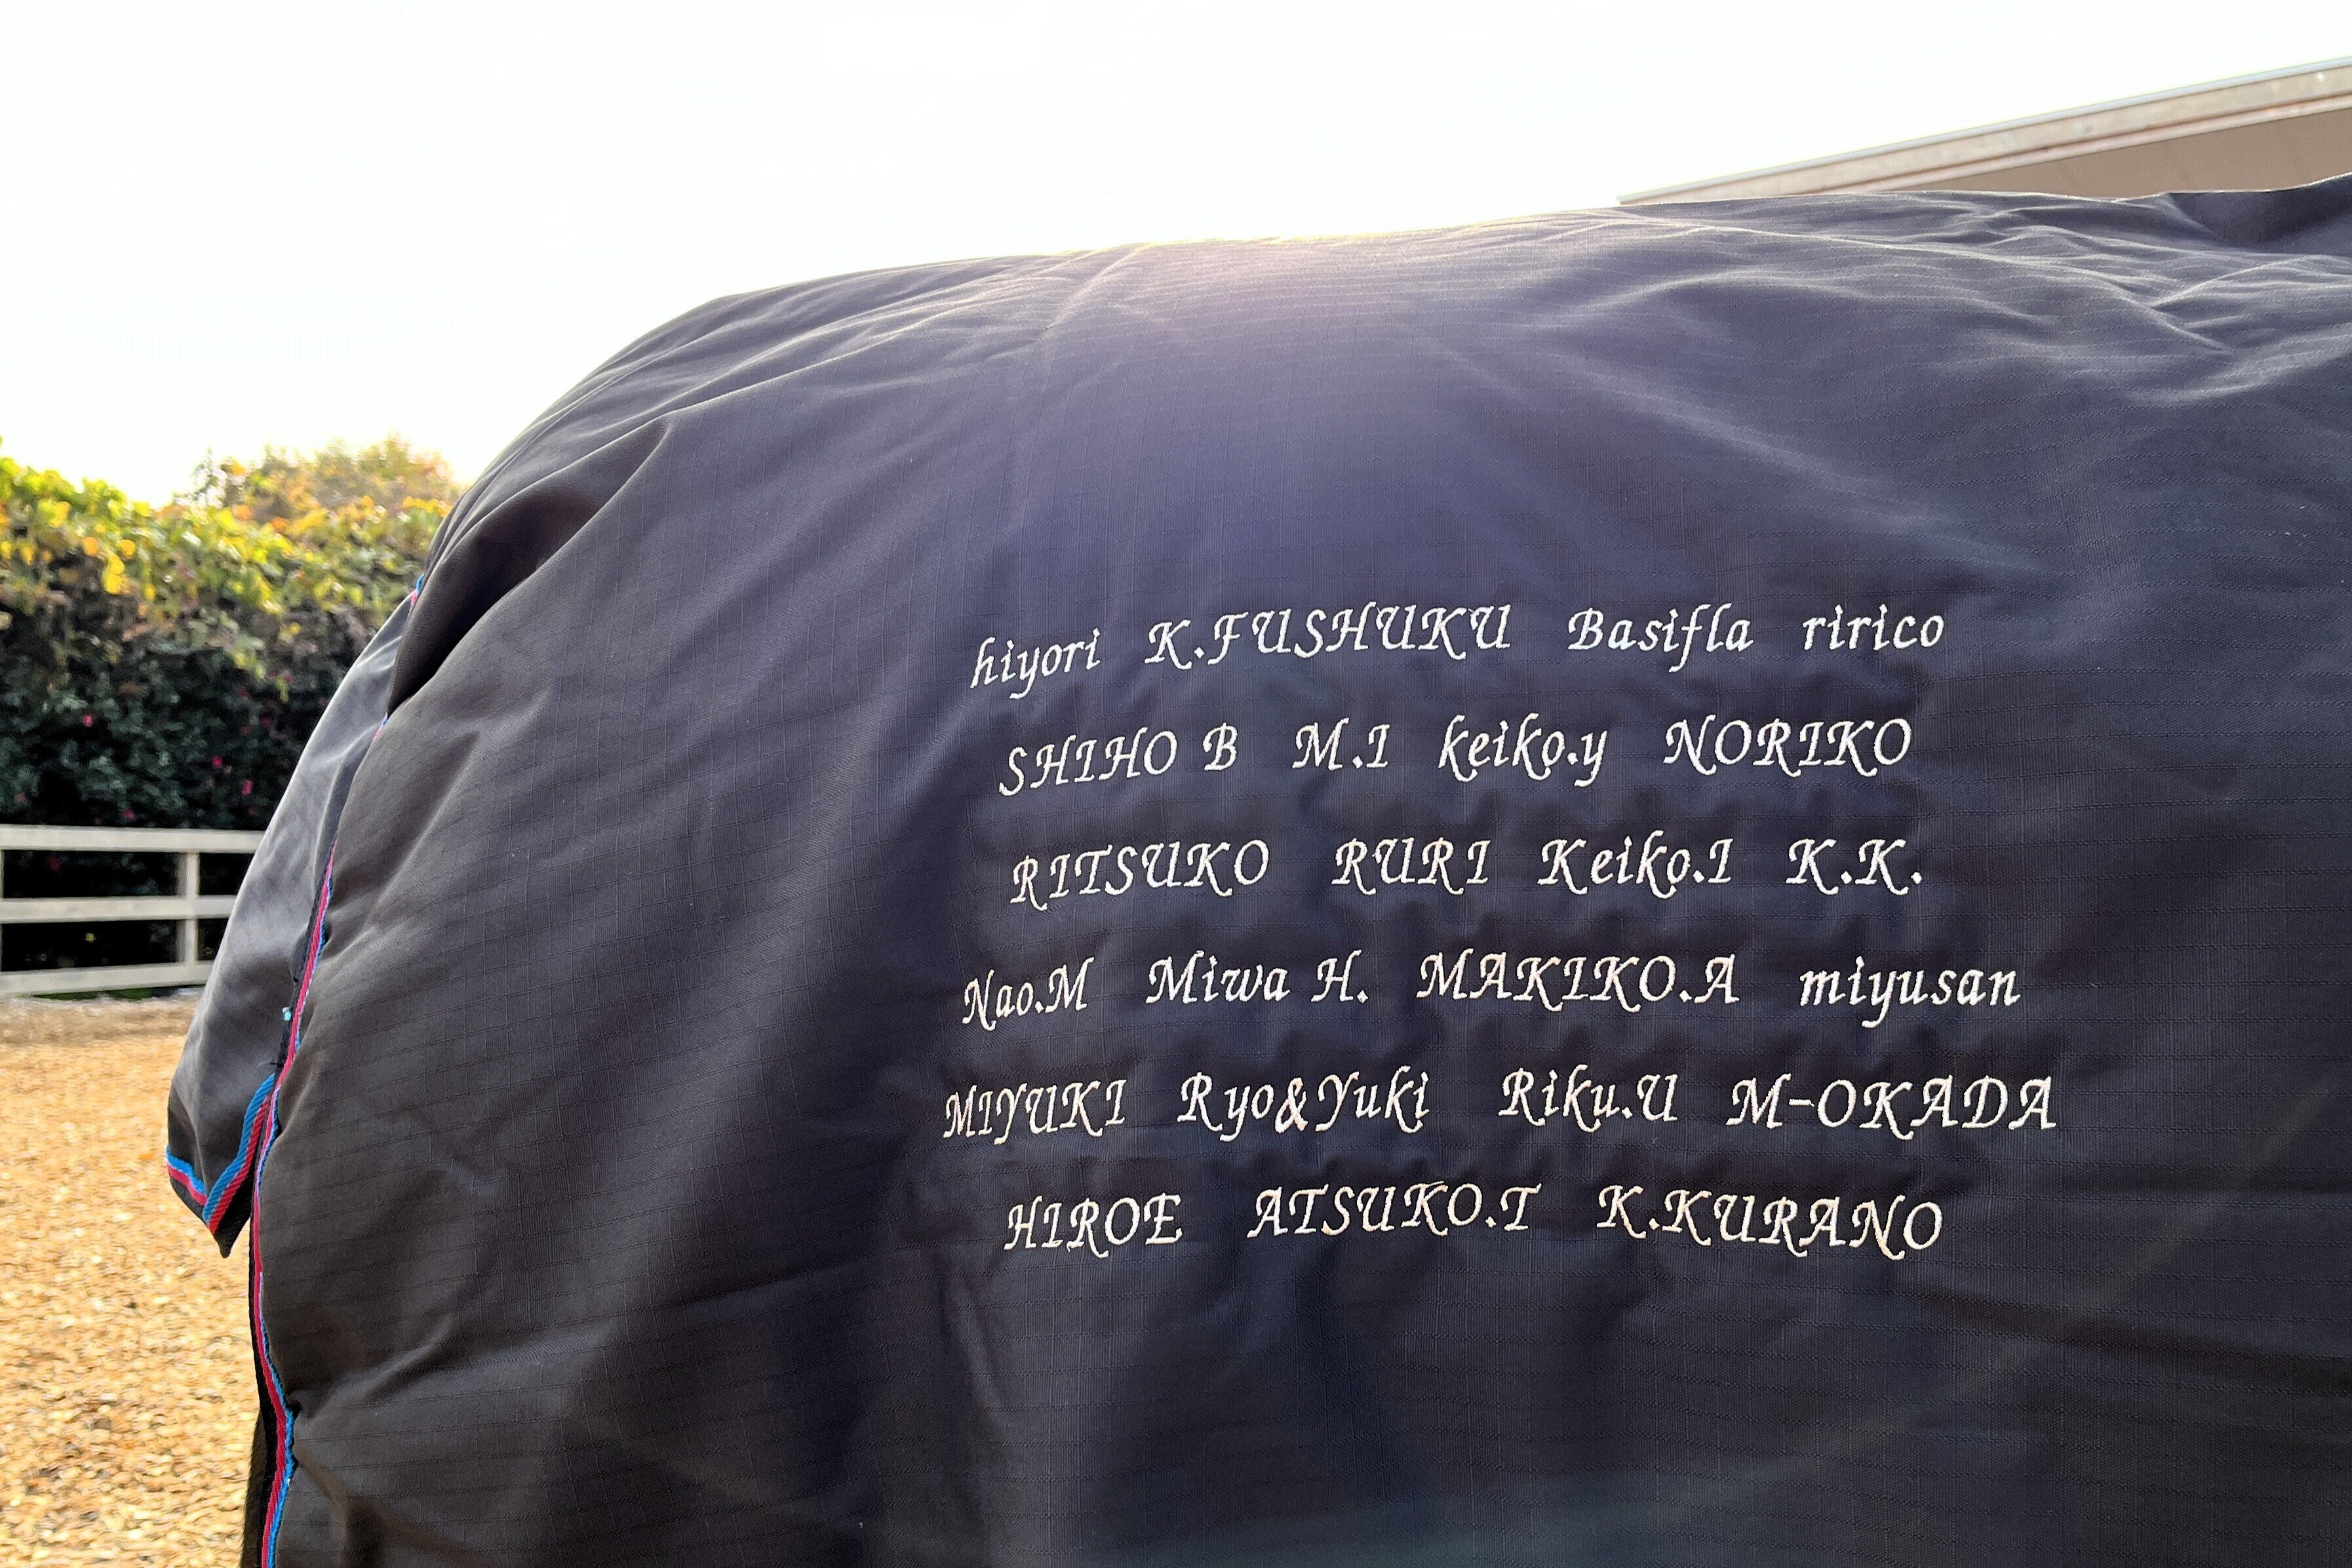 hiyori K.FUSHUKU Basifla ririco
SHIHO B M.I keiko.y NORIKO
RITSUKO RURI Keiko.I K.K.
Nao.M Miwa H. MAKIKO.A miyusan
MIYUKI Ryo&Yuki Riku.U M-OKADA
HIROE ATSUKO.T K.KURANO